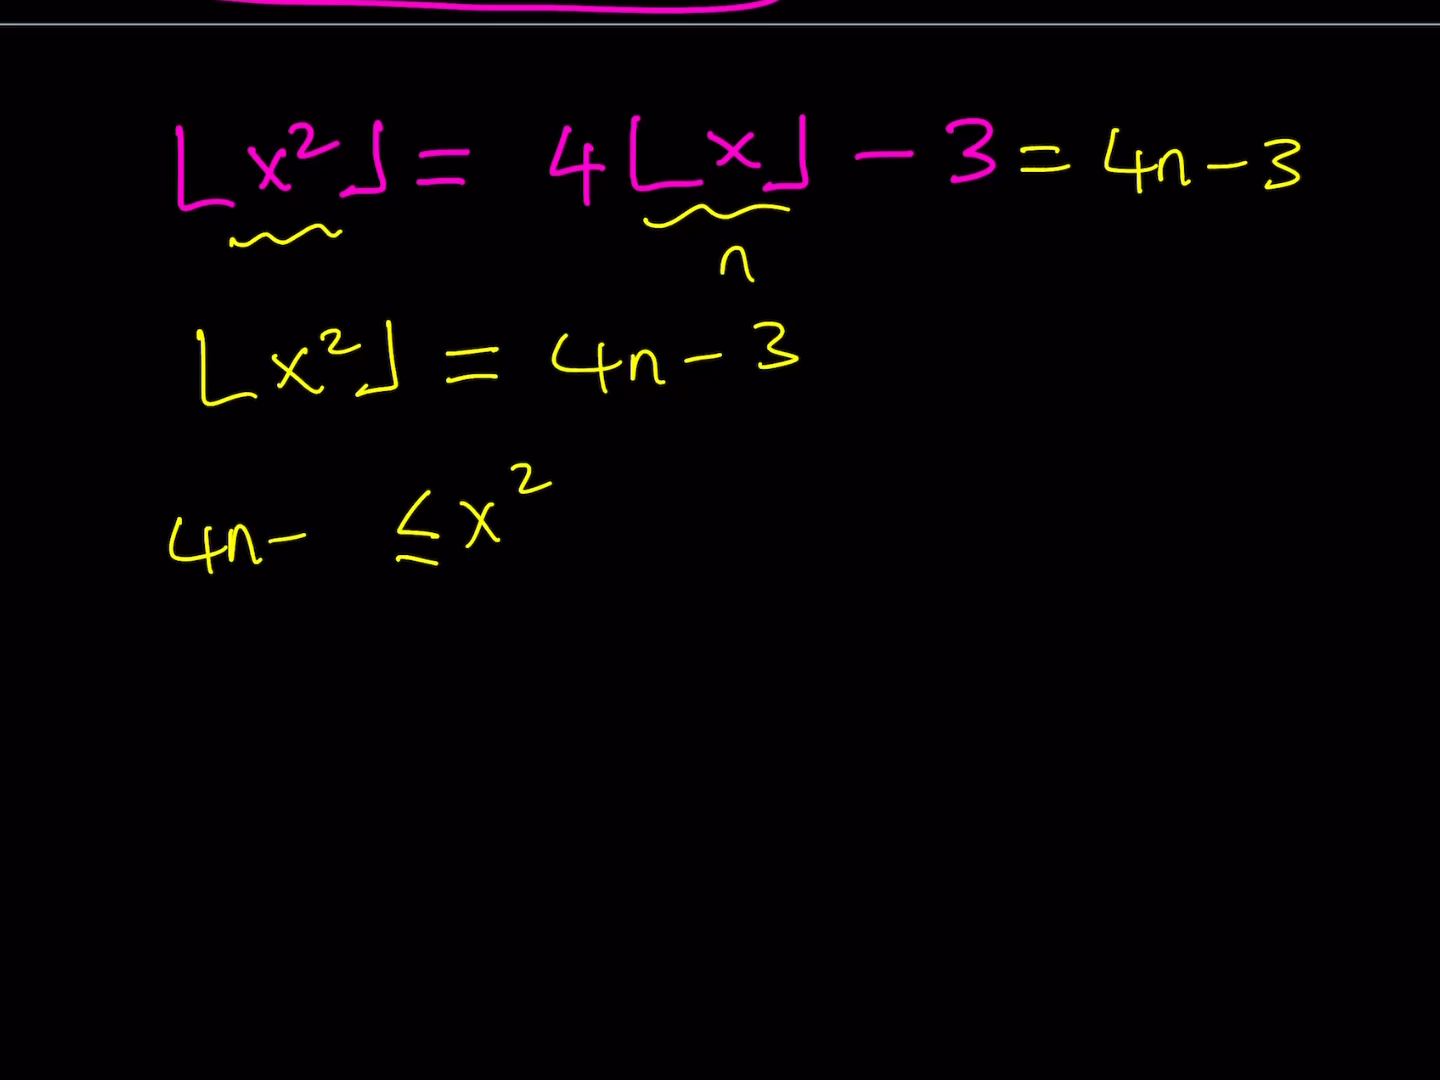 ⌊x²⌋ = 4⌊x⌋ - 3 = 4n - 3
n
⌊x²⌋ = 4n - 3
4n - ≤ x²